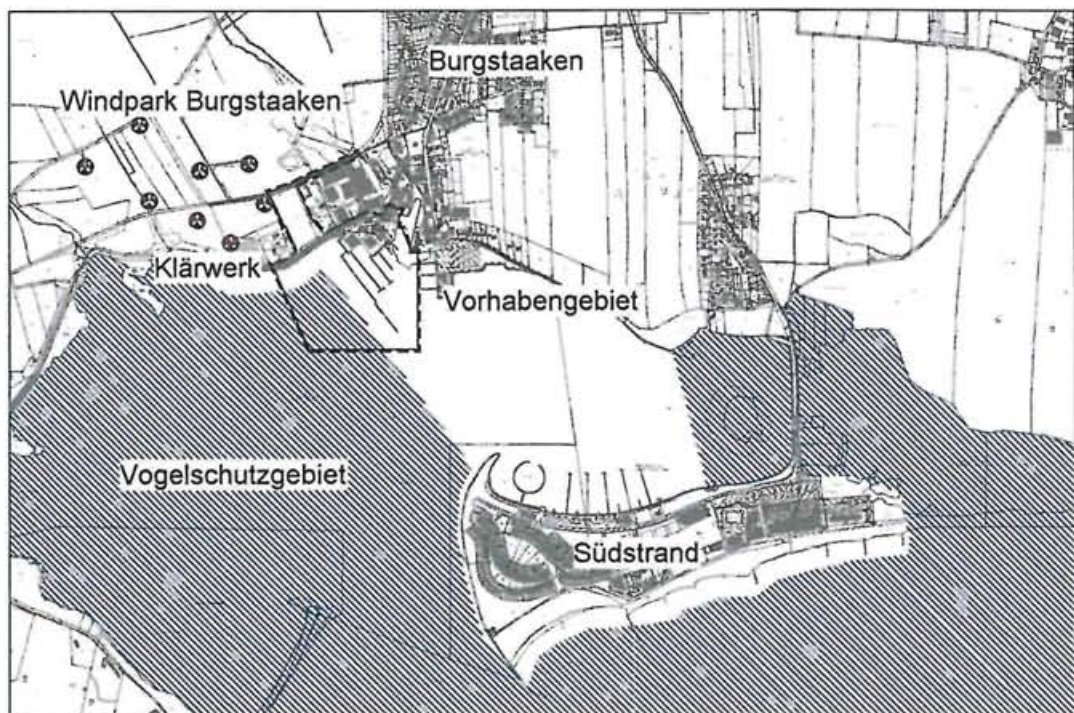 Burgstaaken
Windpark Burgstaaken
Klärwerk
Vorhabengebiet
Vogelschutzgebiet
Südstrand